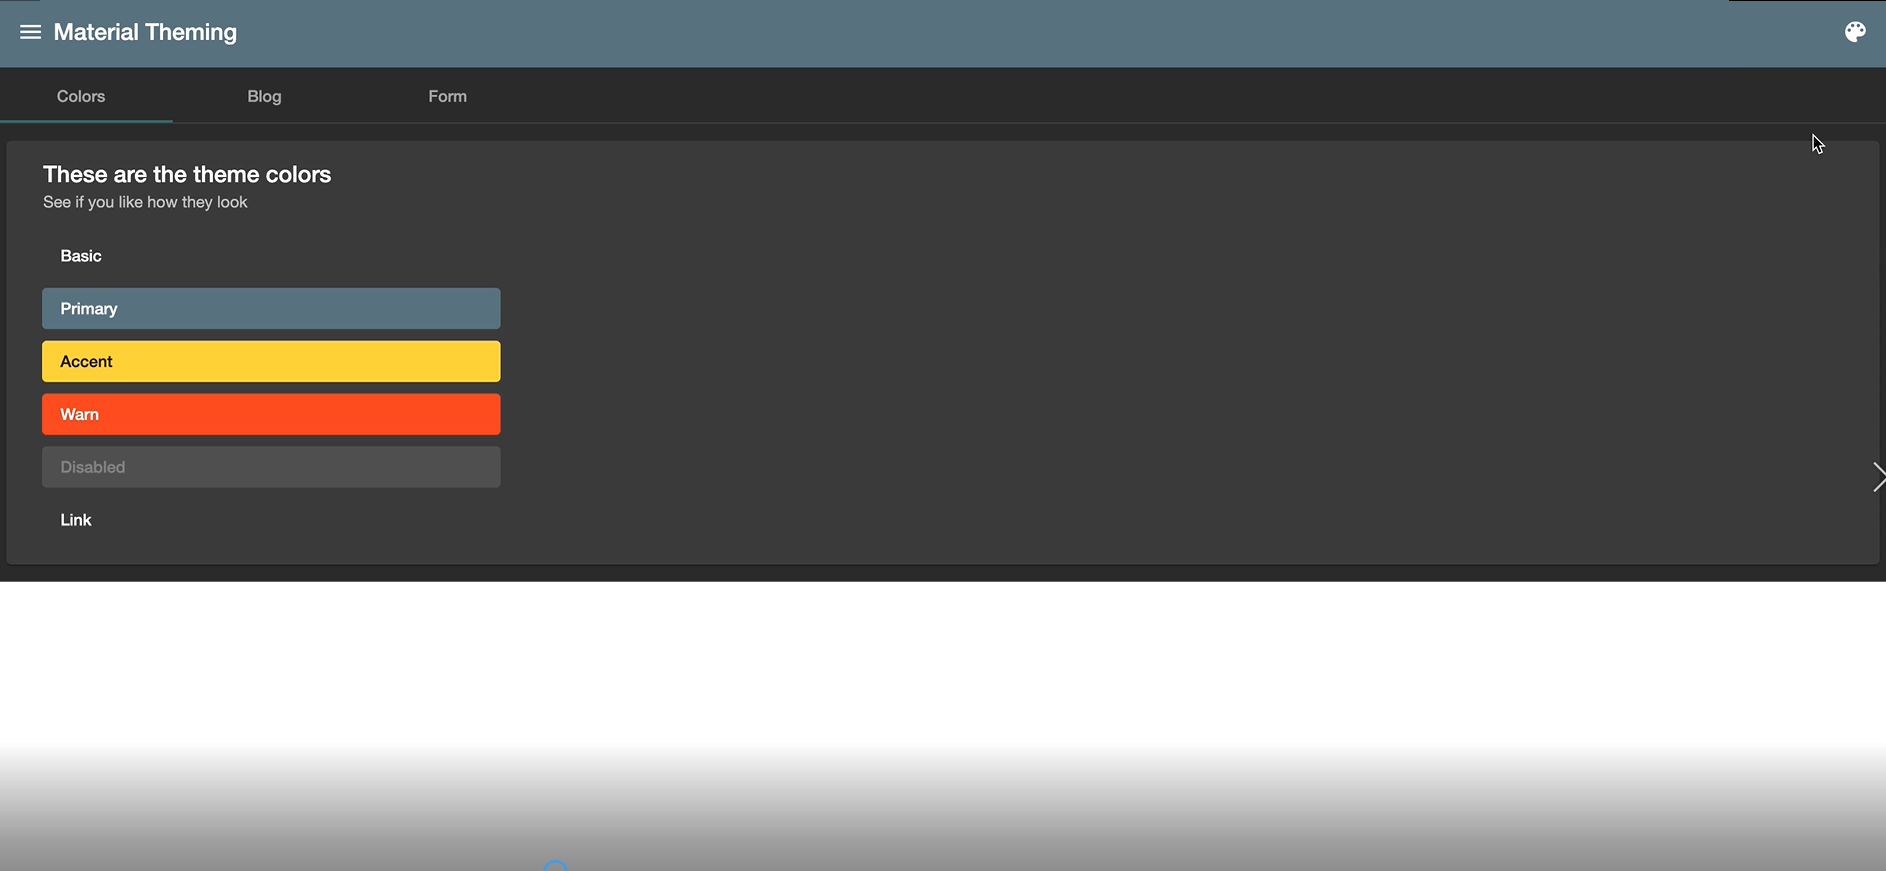 Material Theming
Colors Blog Form
These are the theme colors
See if you like how they look
Basic
Primary
Accent
Warn
Disabled
Link